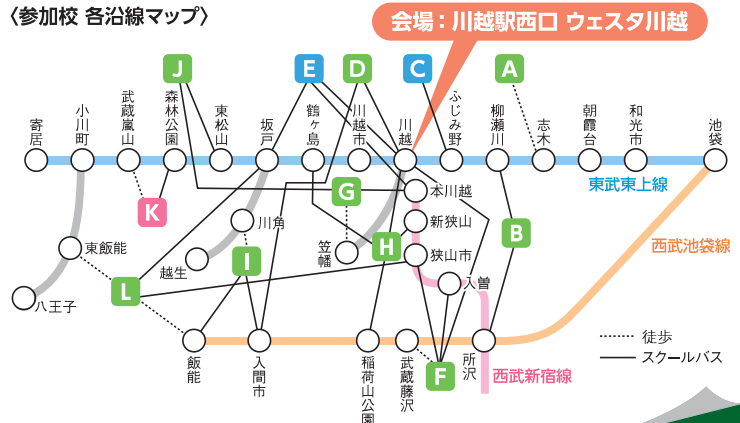 〈参加校 各沿線マップ〉
会場：川越駅西口 ウェスタ川越
J
E
D
C
A
寄居
小川町
武蔵嵐山
森林公園
東松山
坂戸
鶴ヶ島
川越市
川越
ふじみ野
柳瀬川
志木
朝霞台
和光市
池袋
東武東上線
K
G
本川越
川角
新狭山
B
東飯能
越生
笠幡
H
狭山市
西武池袋線
I
入曽
L
八王子
飯能
入間市
稲荷山公園
武蔵藤沢
所沢
F
西武新宿線
徒歩
スクールバス